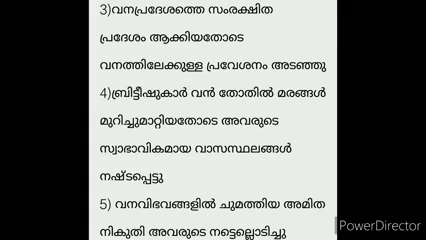 3)വനപ്രദേശത്തെ സംരക്ഷിത
പ്രദേശം ആക്കിയതോടെ
വനത്തിലേക്കുള്ള പ്രവേശനം അടഞ്ഞു
4)ബ്രിട്ടീഷുകാർ വൻ തോതിൽ മരങ്ങൾ
മുറിച്ചുമാറ്റിയതോടെ അവരുടെ
സ്വാഭാവികമായ വാസസ്ഥലങ്ങൾ
നഷ്ടപ്പെട്ടു
5) വനവിഭവങ്ങളിൽ ചുമത്തിയ അമിത
നികുതി അവരുടെ നട്ടെല്ലൊടിച്ചു
PowerDirector